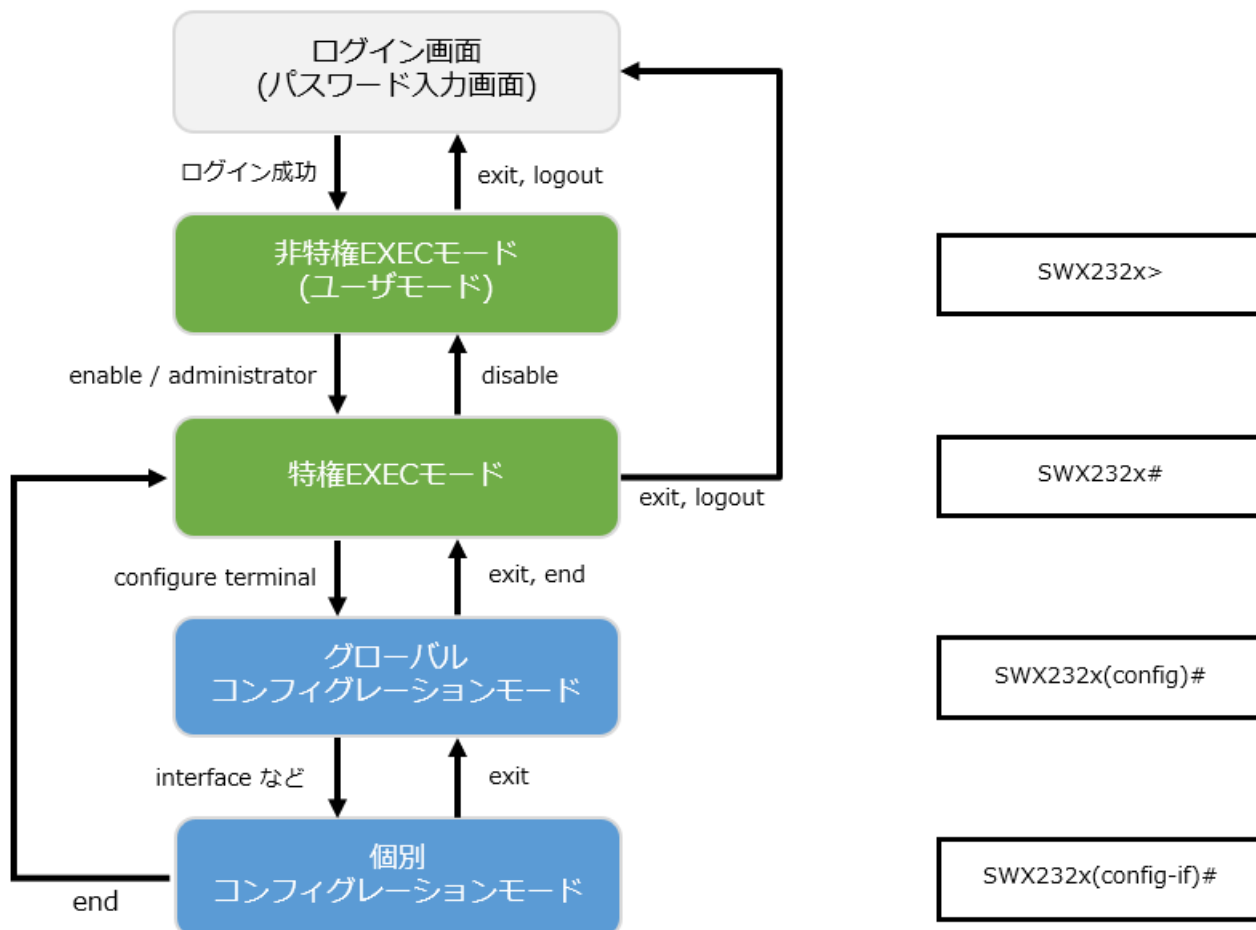 ログイン画面
(パスワード入力画面)
ログイン成功
exit, logout
非特権EXECモード
(ユーザモード)
SWX232x>
enable / administrator
disable
特権EXECモード
SWX232x#
exit, logout
configure terminal
exit, end
グローバル
コンフィグレーションモード
SWX232x(config)#
interface など
exit
個別
コンフィグレーションモード
SWX232x(config-if)#
end